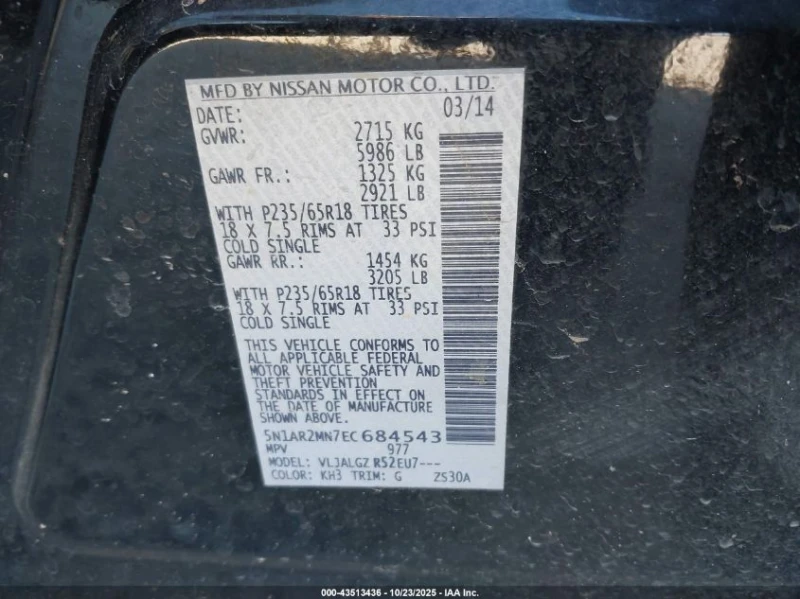 MFD BY NISSAN MOTOR CO., LTD.
DATE: 03/14
GVWR: 2715 KG
5986 LB
GAWR FR.: 1325 KG
2921 LB
WITH P235/65R18 TIRES
18 X 7.5 RIMS AT 33 PSI
COLD SINGLE
GAWR RR.: 1454 KG
3205 LB
WITH P235/65R18 TIRES
18 X 7.5 RIMS AT 33 PSI
COLD SINGLE
THIS VEHICLE CONFORMS TO
ALL APPLICABLE FEDERAL
MOTOR VEHICLE SAFETY AND
THEFT PREVENTION
STANDARDS IN EFFECT ON
THE DATE OF MANUFACTURE
SHOWN ABOVE.
5N1AR2MN7EC684543
MPV 977
MODEL: VLJALGZ R52EU7---
COLOR: KH3 TRIM: G ZS30A
000-43513436 - 10/23/2025 - IAA Inc.